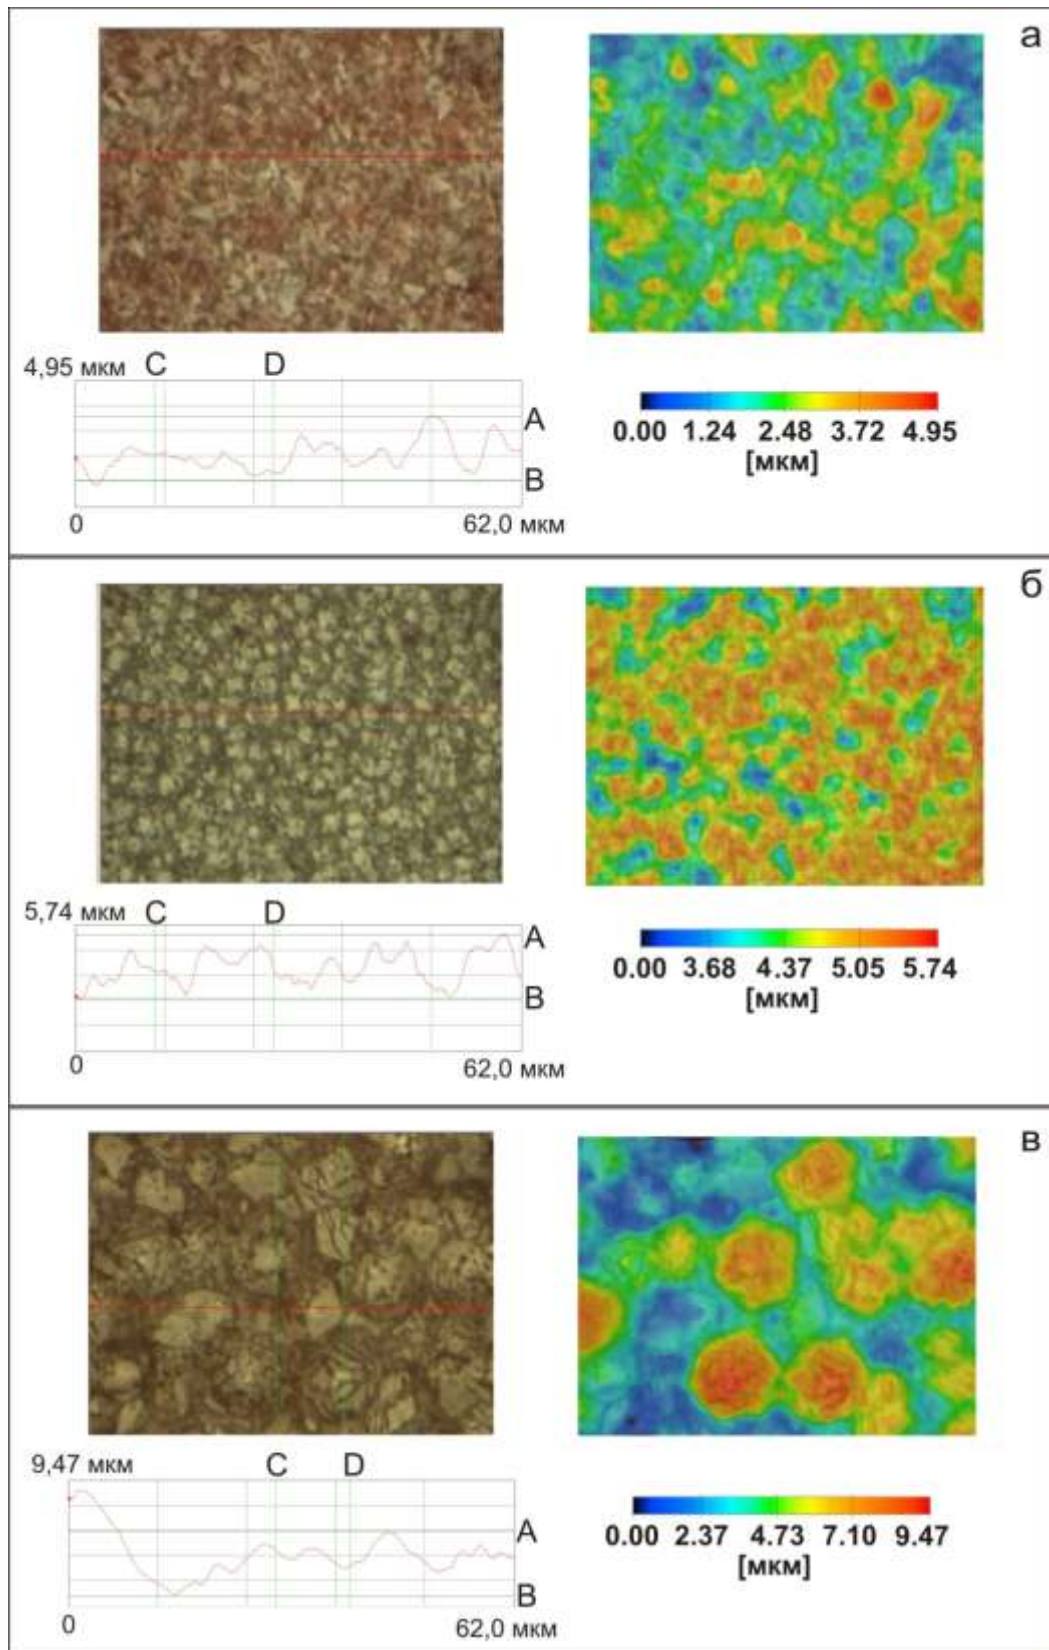 а
4,95 мкм C D
A
B
0 62,0 мкм
0.00 1.24 2.48 3.72 4.95
[мкм]
б
5,74 мкм C D
A
B
0 62,0 мкм
0.00 3.68 4.37 5.05 5.74
[мкм]
в
9,47 мкм C D
A
B
0 62,0 мкм
0.00 2.37 4.73 7.10 9.47
[мкм]